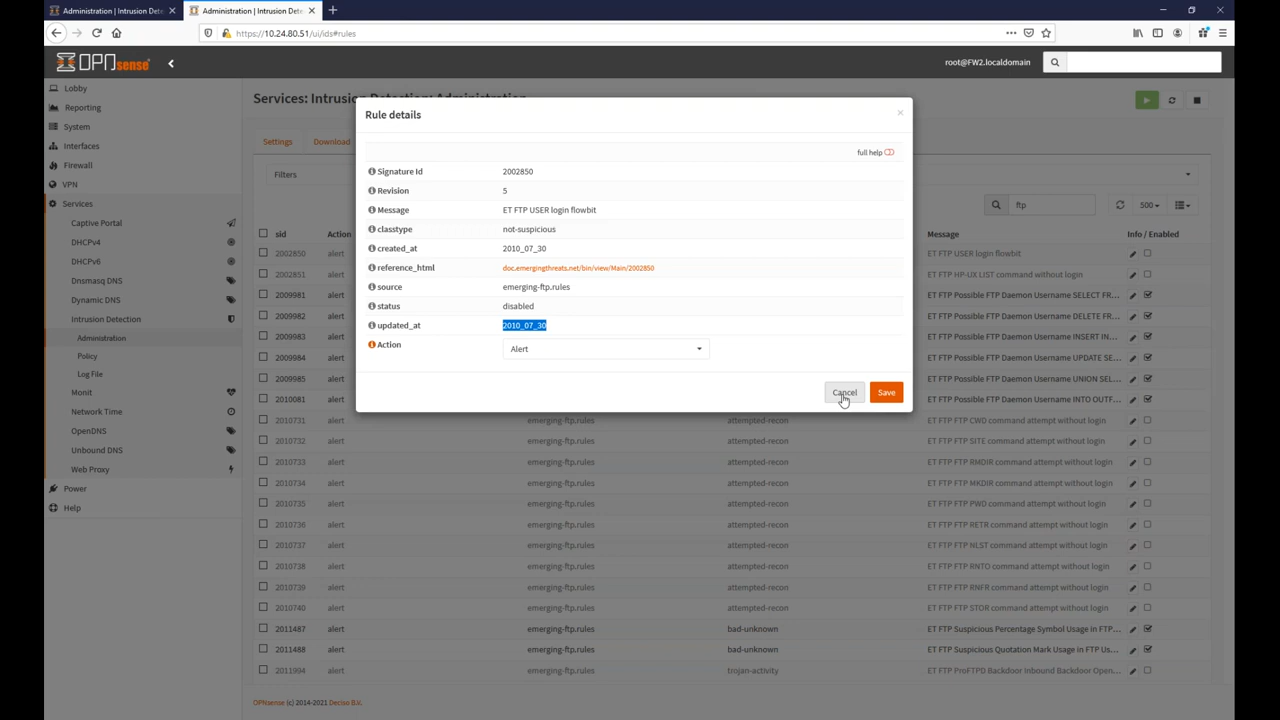 Administration | Intrusion Dete
Administration | Intrusion Dete
https://10.24.80.51/ui/ids#rules
OPNsense
root@FW2.localdomain
Lobby
Reporting
System
Interfaces
Firewall
VPN
Services
Captive Portal
DHCPv4
DHCPv6
Dnsmasq DNS
Dynamic DNS
Intrusion Detection
Administration
Policy
Log File
Monit
Network Time
OpenDNS
Unbound DNS
Web Proxy
Power
Help
Services: Intrusion Detection: Administration
Settings
Download
Filters
ftp
500
sid Action Message Info / Enabled
Rule details
×
full help
Signature Id 2002850
Revision 5
Message ET FTP USER login flowbit
classtype not-suspicious
created_at 2010_07_30
reference_html doc.emergingthreats.net/bin/view/Main/2002850
source emerging-ftp.rules
status disabled
updated_at 2010_07_30
Action Alert
Cancel Save
2002850 alert ET FTP USER login flowbit
2002851 alert ET FTP HP-UX LIST command without login
2009981 alert ET FTP Possible FTP Daemon Username SELECT FR...
2009982 alert ET FTP Possible FTP Daemon Username DELETE FR...
2009983 alert ET FTP Possible FTP Daemon Username INSERT IN...
2009984 alert ET FTP Possible FTP Daemon Username UPDATE SE...
2009985 alert ET FTP Possible FTP Daemon Username UNION SEL...
2010081 alert ET FTP Possible FTP Daemon Username INTO OUTF...
2010731 alert emerging-ftp.rules attempted-recon ET FTP FTP CWD command attempt without login
2010732 alert emerging-ftp.rules attempted-recon ET FTP FTP SITE command attempt without login
2010733 alert emerging-ftp.rules attempted-recon ET FTP FTP RMDIR command attempt without login
2010734 alert emerging-ftp.rules attempted-recon ET FTP FTP MKDIR command attempt without login
2010735 alert emerging-ftp.rules attempted-recon ET FTP FTP PWD command attempt without login
2010736 alert emerging-ftp.rules attempted-recon ET FTP FTP RETR command attempt without login
2010737 alert emerging-ftp.rules attempted-recon ET FTP FTP NLST command attempt without login
2010738 alert emerging-ftp.rules attempted-recon ET FTP FTP RNTO command attempt without login
2010739 alert emerging-ftp.rules attempted-recon ET FTP FTP RNFR command attempt without login
2010740 alert emerging-ftp.rules attempted-recon ET FTP FTP STOR command attempt without login
2011487 alert emerging-ftp.rules bad-unknown ET FTP Suspicious Percentage Symbol Usage in FTP...
2011488 alert emerging-ftp.rules bad-unknown ET FTP Suspicious Quotation Mark Usage in FTP Us...
2011994 alert emerging-ftp.rules trojan-activity ET FTP ProFTPD Backdoor Inbound Backdoor Open...
OPNsense (c) 2014-2021 Deciso B.V.